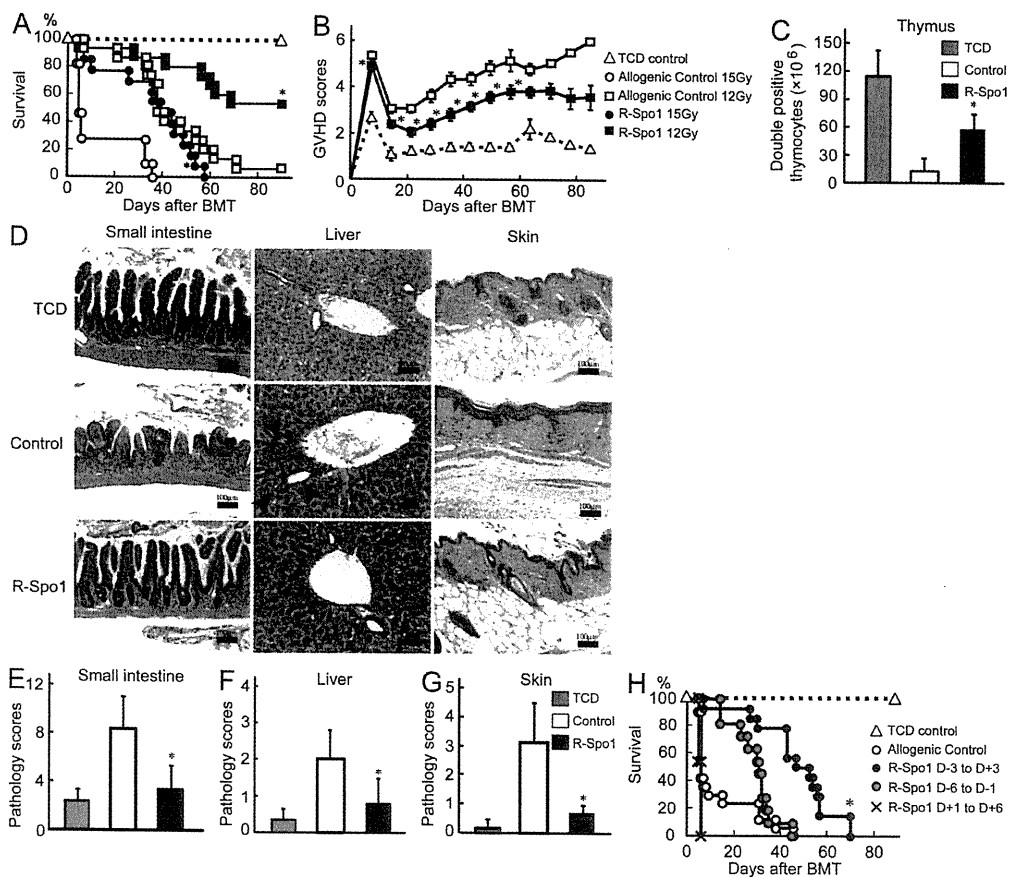 A
%
100
80
60
40
20
0
Survival
0 20 40 60 80
Days after BMT
B
6
4
2
0
GVHD scores
0 20 40 60 80
Days after BMT
* * * * * * * * *
TCD control
Allogenic Control 15Gy
Allogenic Control 12Gy
R-Spo1 15Gy
R-Spo1 12Gy
C
Thymus
150
120
90
60
30
0
Double positive
thymocytes (×10⁶)
TCD
Control
R-Spo1
*
D
Small intestine Liver Skin
TCD
100μm
Control
100μm
100μm
R-Spo1
100μm
E
Small intestine
12
8
4
0
Pathology scores
*
F
Liver
4
3
2
1
0
Pathology scores
*
G
Skin
5
4
3
2
1
0
Pathology scores
*
TCD
Control
R-Spo1
H
%
100
80
60
40
20
0
Survival
0 20 40 60 80
Days after BMT
*
TCD control
Allogenic Control
R-Spo1 D-3 to D+3
R-Spo1 D-6 to D-1
R-Spo1 D+1 to D+6